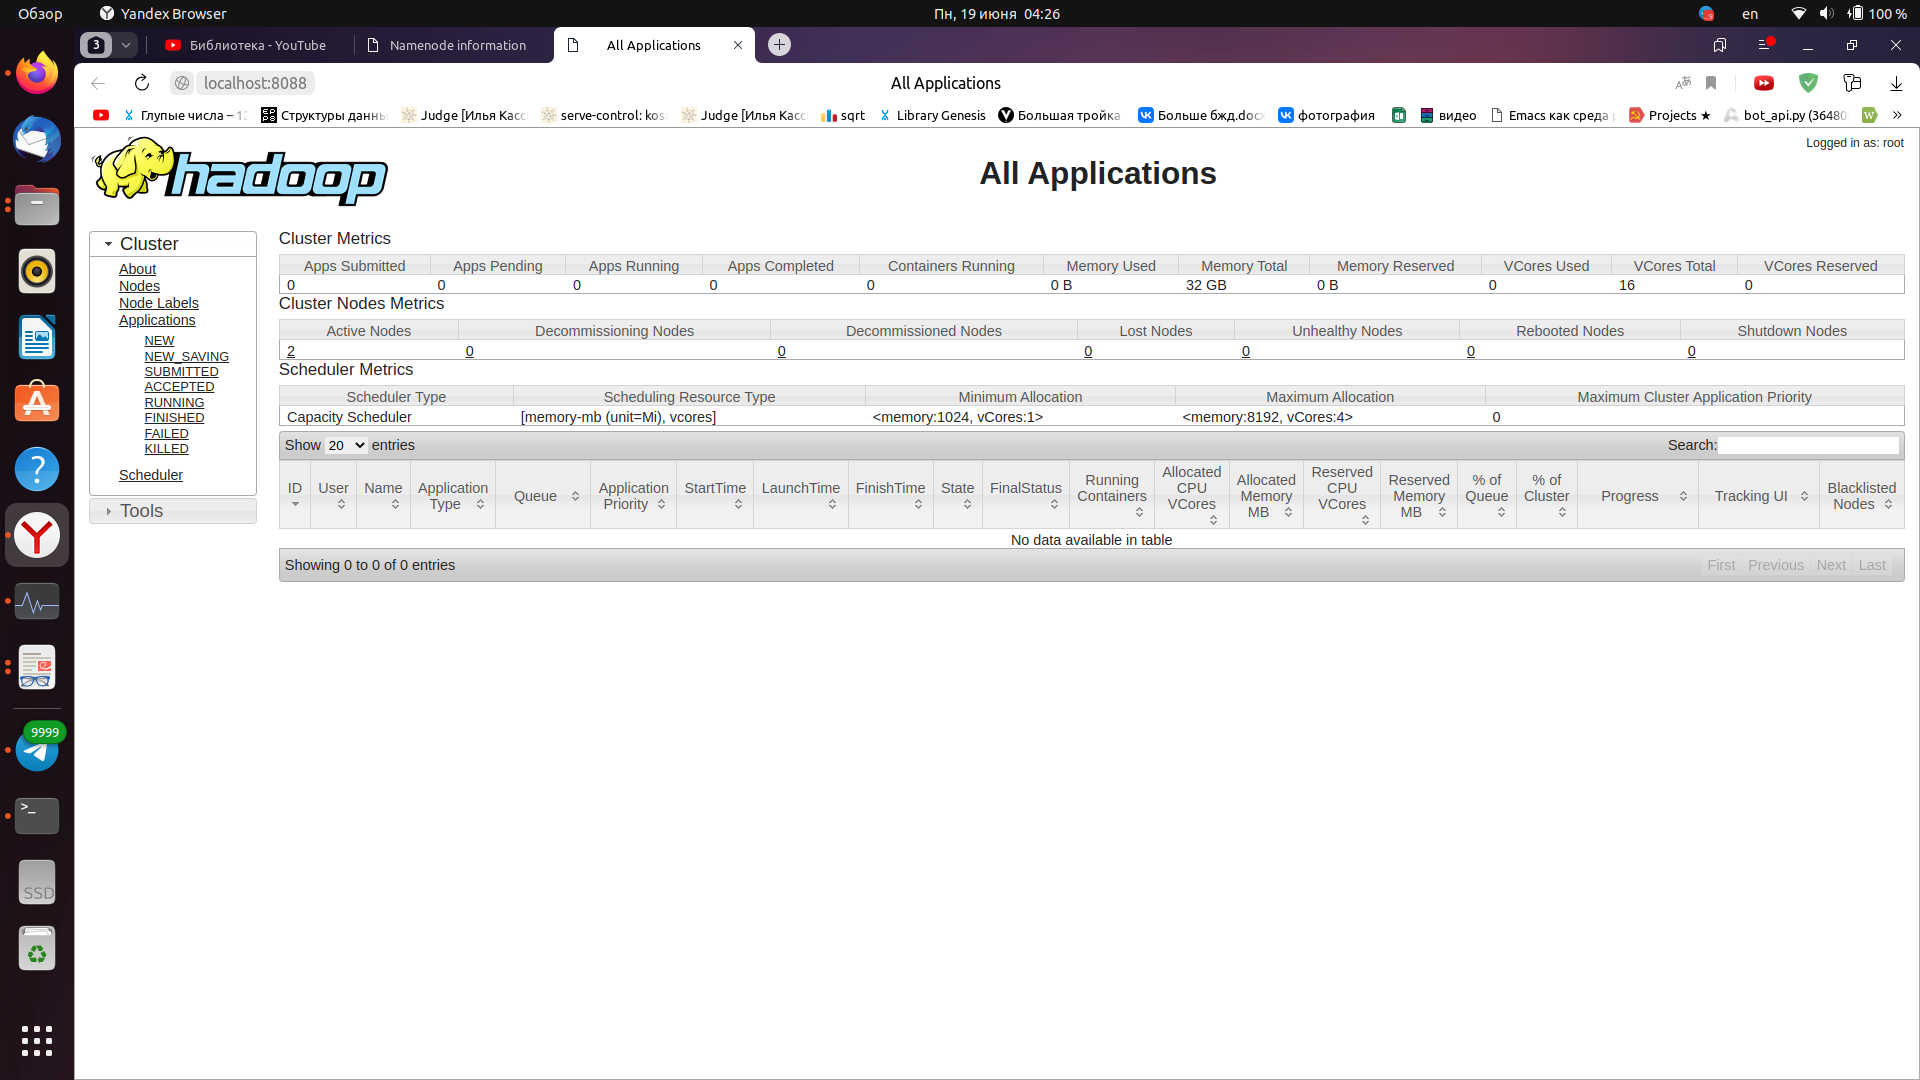 Обзор Yandex Browser Пн, 19 июня 04:26 en 100 %
3 Библиотека - YouTube Namenode information All Applications
localhost:8088 All Applications
Глупые числа – 12 Структуры данны Judge [Илья Касс serve-control: kos Judge [Илья Касс sqrt Library Genesis Большая тройка Больше бжд.docx фотография видео Emacs как среда Projects ★ bot_api.py (36480 »
Logged in as: root
hadoop
All Applications
Cluster
About
Nodes
Node Labels
Applications
NEW
NEW_SAVING
SUBMITTED
ACCEPTED
RUNNING
FINISHED
FAILED
KILLED
Scheduler
Tools
Cluster Metrics
Apps Submitted Apps Pending Apps Running Apps Completed Containers Running Memory Used Memory Total Memory Reserved VCores Used VCores Total VCores Reserved
0 0 0 0 0 0 B 32 GB 0 B 0 16 0
Cluster Nodes Metrics
Active Nodes Decommissioning Nodes Decommissioned Nodes Lost Nodes Unhealthy Nodes Rebooted Nodes Shutdown Nodes
2 0 0 0 0 0 0
Scheduler Metrics
Scheduler Type Scheduling Resource Type Minimum Allocation Maximum Allocation Maximum Cluster Application Priority
Capacity Scheduler [memory-mb (unit=Mi), vcores] <memory:1024, vCores:1> <memory:8192, vCores:4> 0
Show 20 entries Search:
ID User Name Application Type Queue Application Priority StartTime LaunchTime FinishTime State FinalStatus Running Containers Allocated CPU VCores Allocated Memory MB Reserved CPU VCores Reserved Memory MB % of Queue % of Cluster Progress Tracking UI Blacklisted Nodes
No data available in table
Showing 0 to 0 of 0 entries First Previous Next Last
9999
>_
SSD